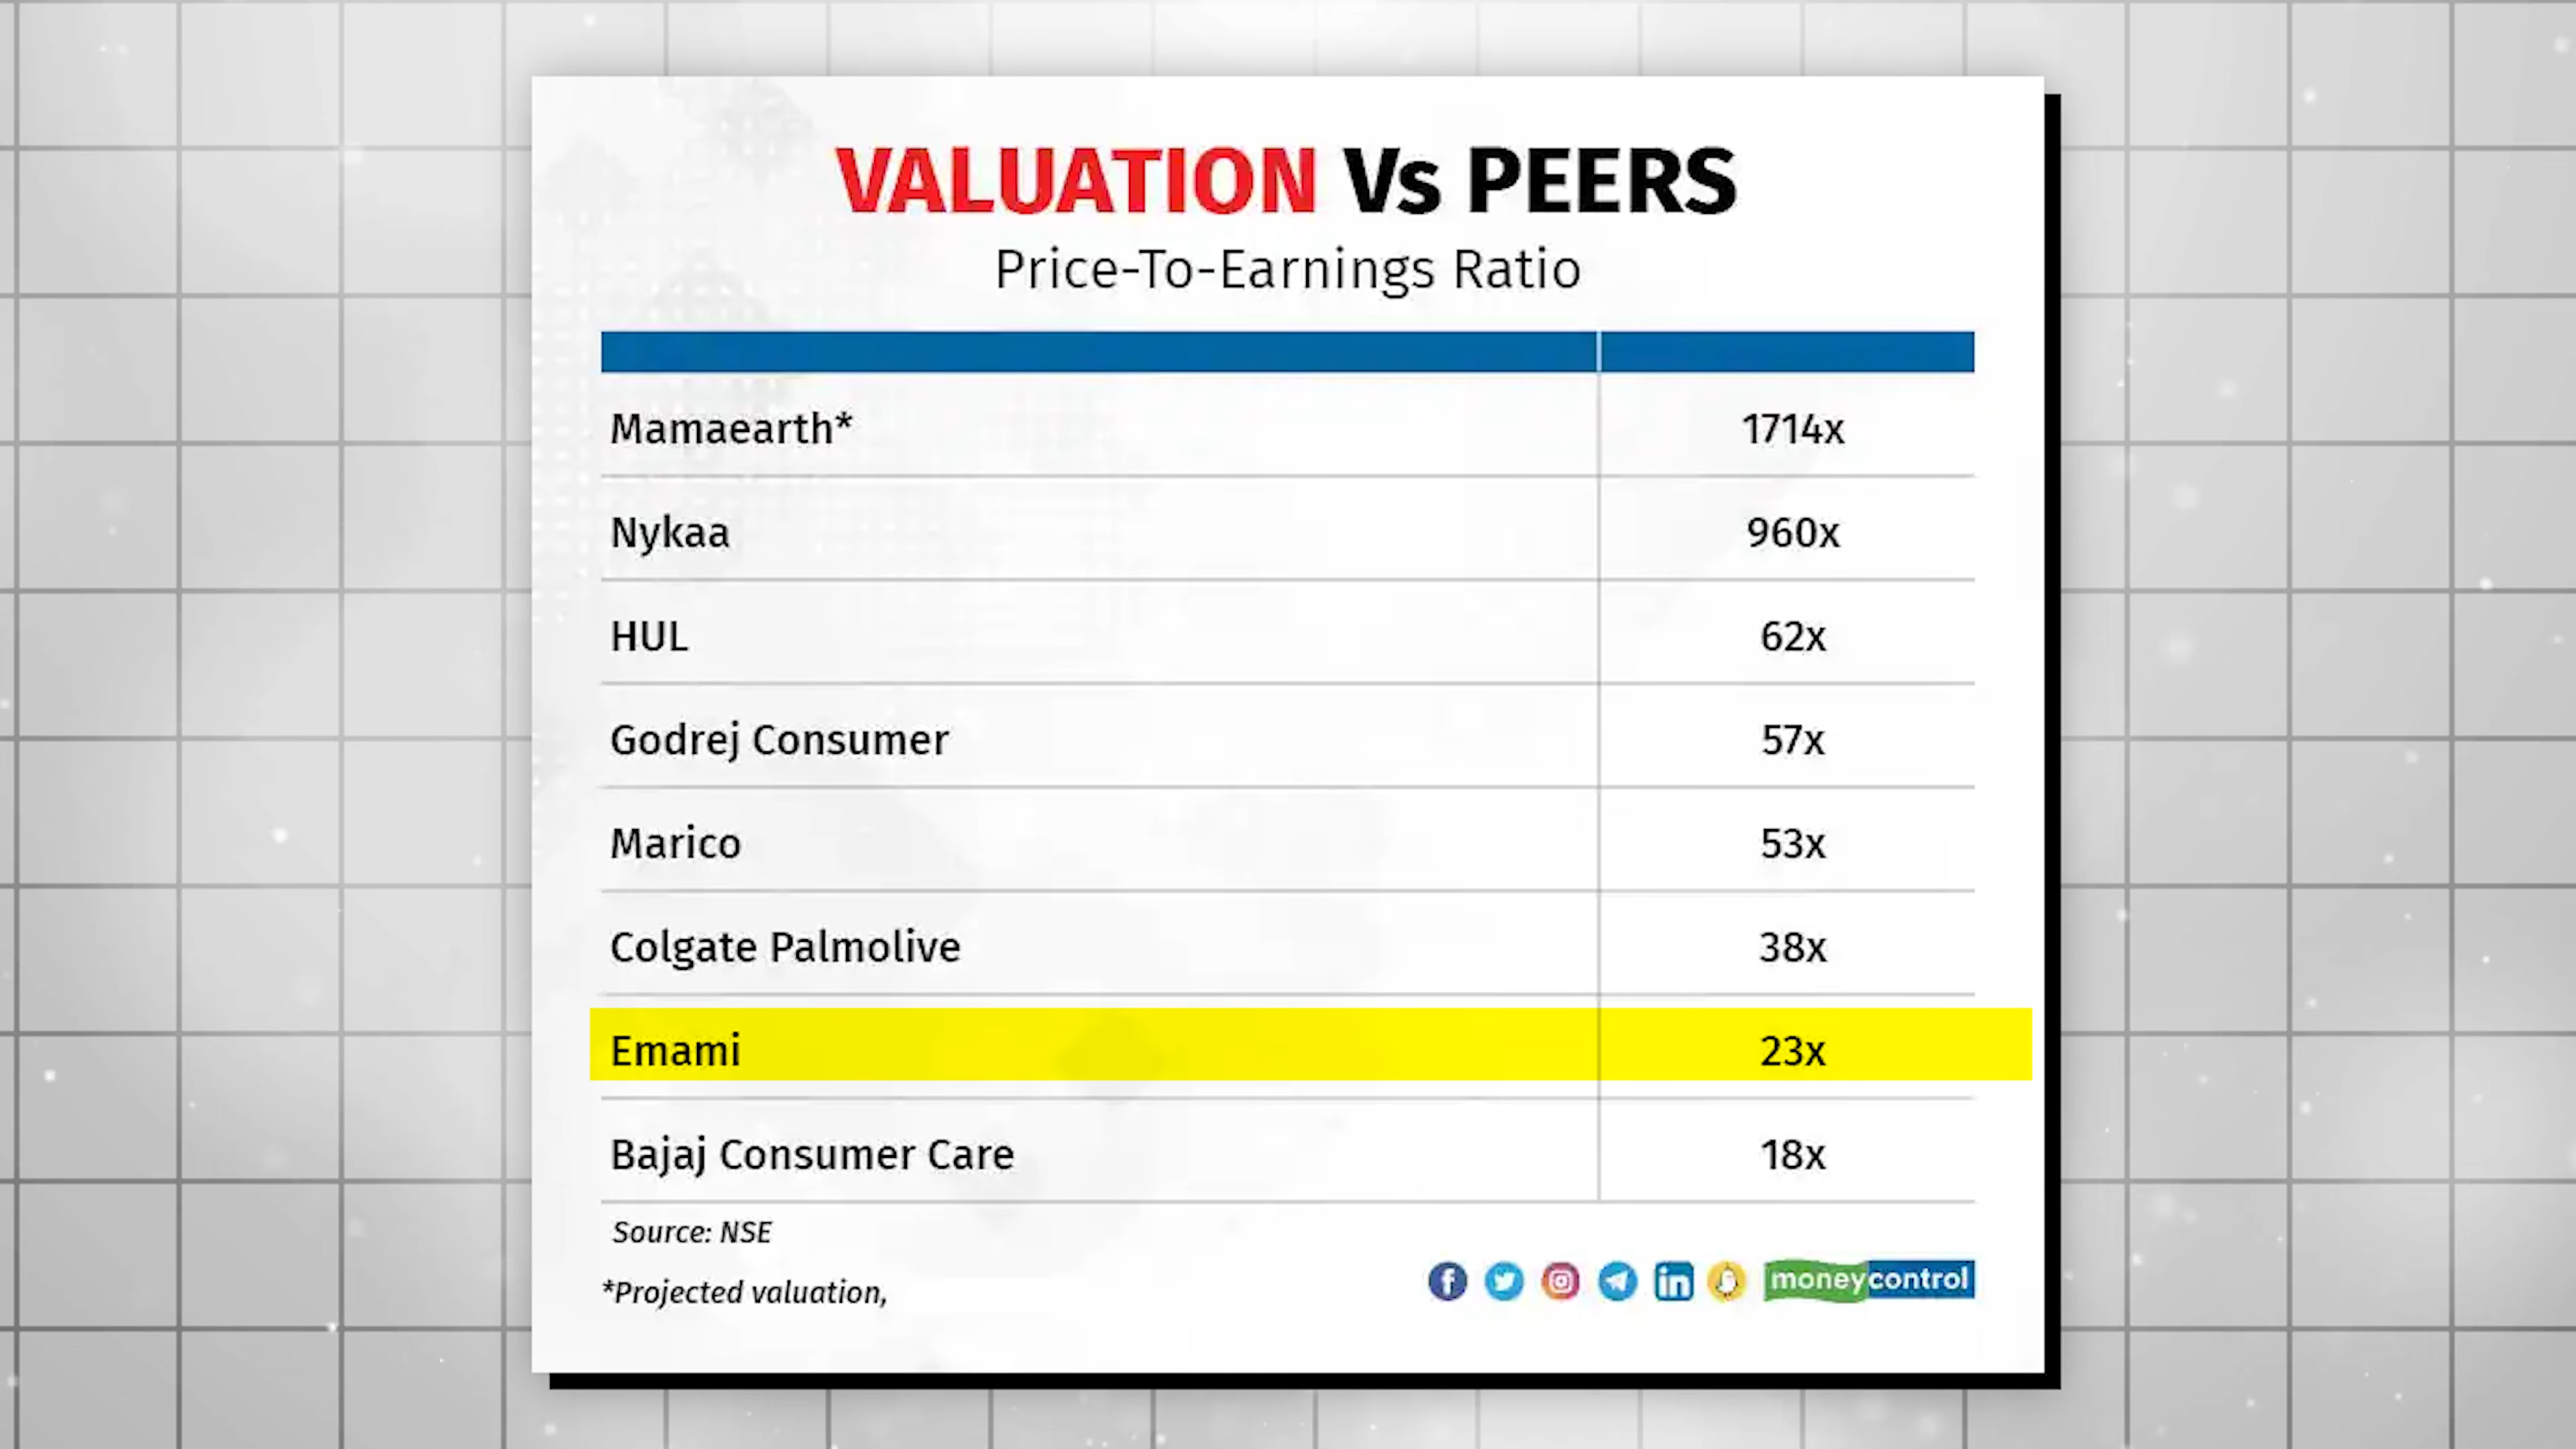 VALUATION Vs PEERS
Price-To-Earnings Ratio
Mamaearth* 1714x
Nykaa 960x
HUL 62x
Godrej Consumer 57x
Marico 53x
Colgate Palmolive 38x
Emami 23x
Bajaj Consumer Care 18x
Source: NSE
*Projected valuation,
f in moneycontrol